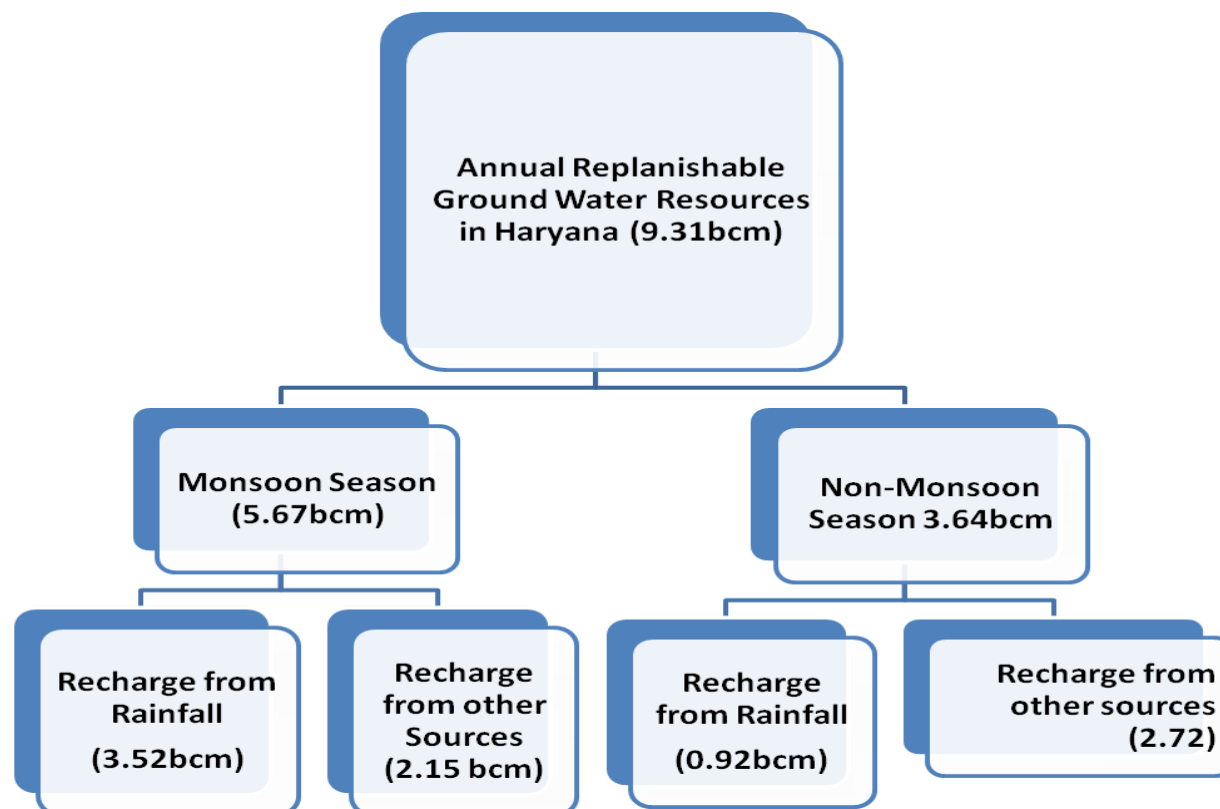 Annual Replanishable
Ground Water Resources
in Haryana (9.31bcm)
Monsoon Season
(5.67bcm)
Non-Monsoon
Season 3.64bcm
Recharge from
Rainfall
(3.52bcm)
Recharge
from other
Sources
(2.15 bcm)
Recharge
from Rainfall
(0.92bcm)
Recharge from
other sources
(2.72)